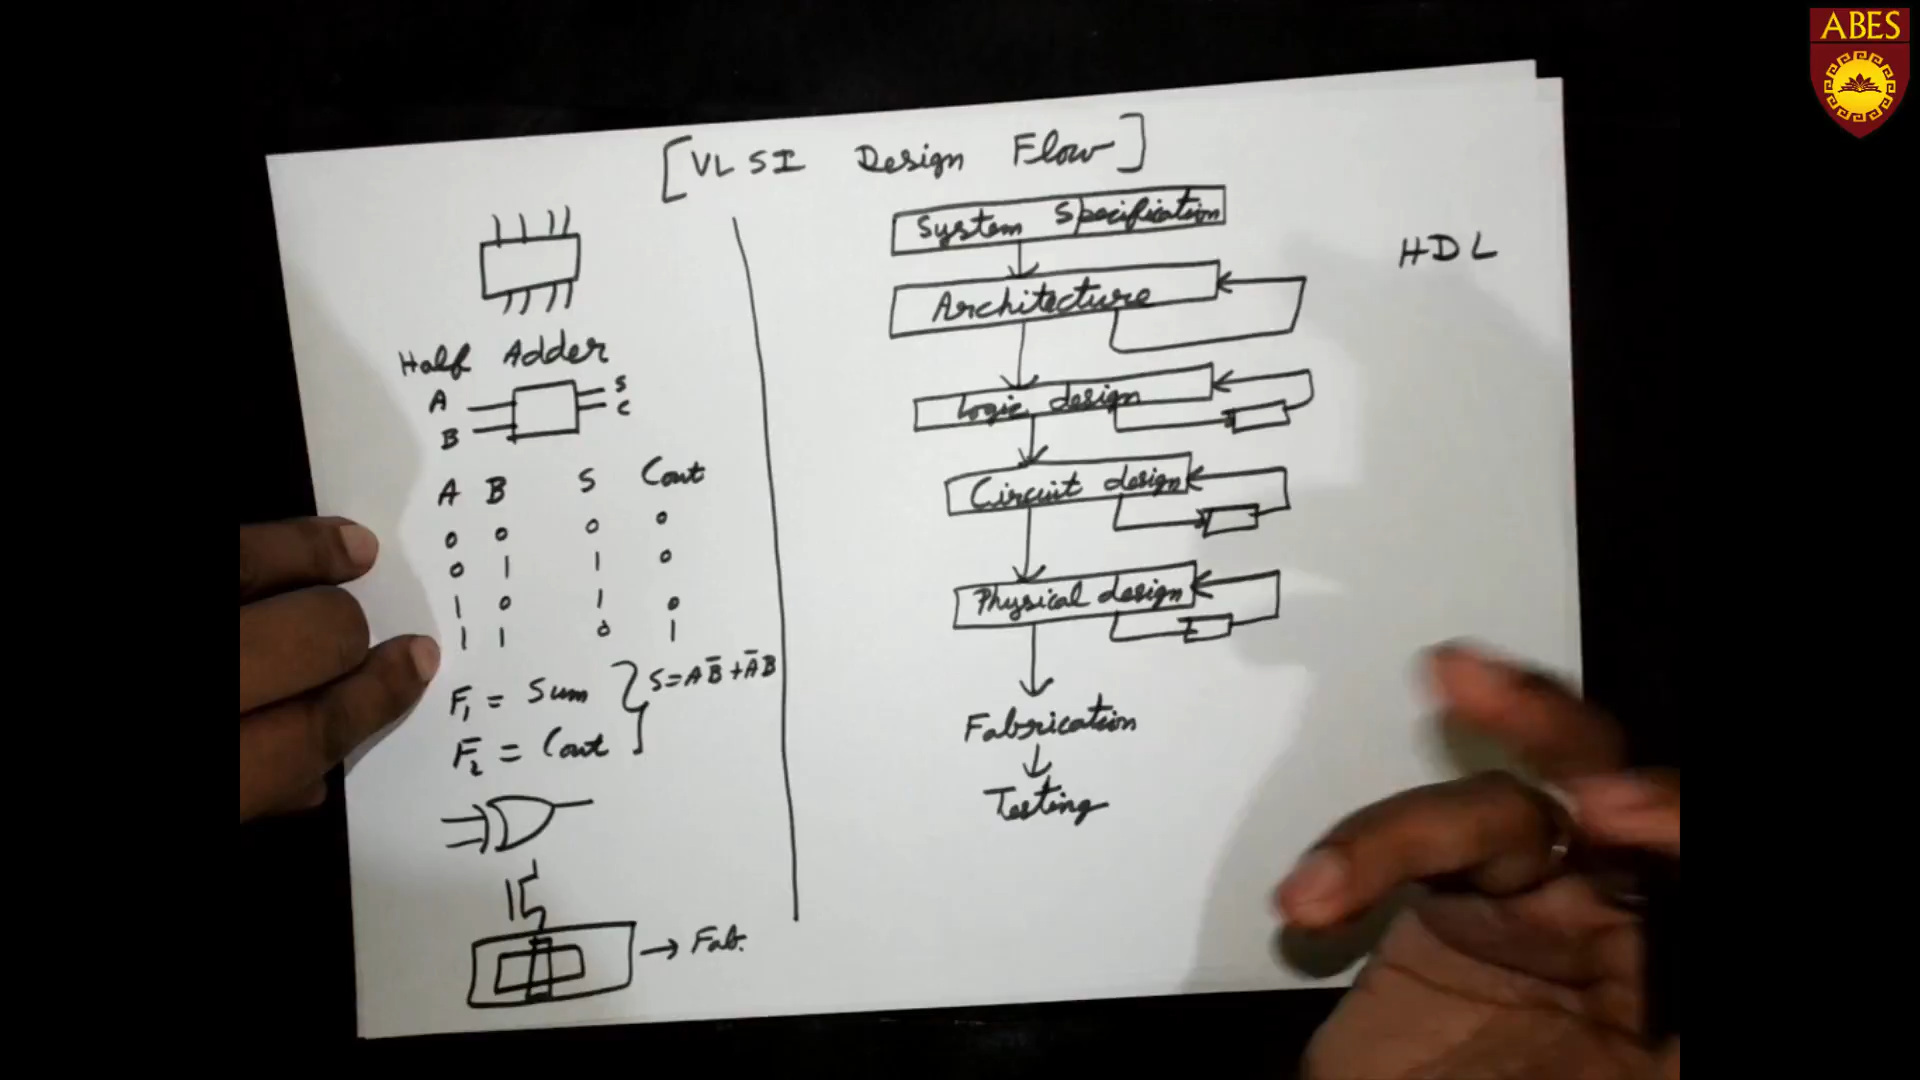 ABES
[VLSI Design Flow]
Half Adder
A
B
S
C
A B S Cout
0 0 0 0
0 1 1 0
1 0 1 0
1 1 0 1
F1 = Sum
F2 = Cout
S = AB̅ + A̅B
Fab.
System Specification
Architecture
Logic design
Circuit design
Physical design
Fabrication
Testing
HDL